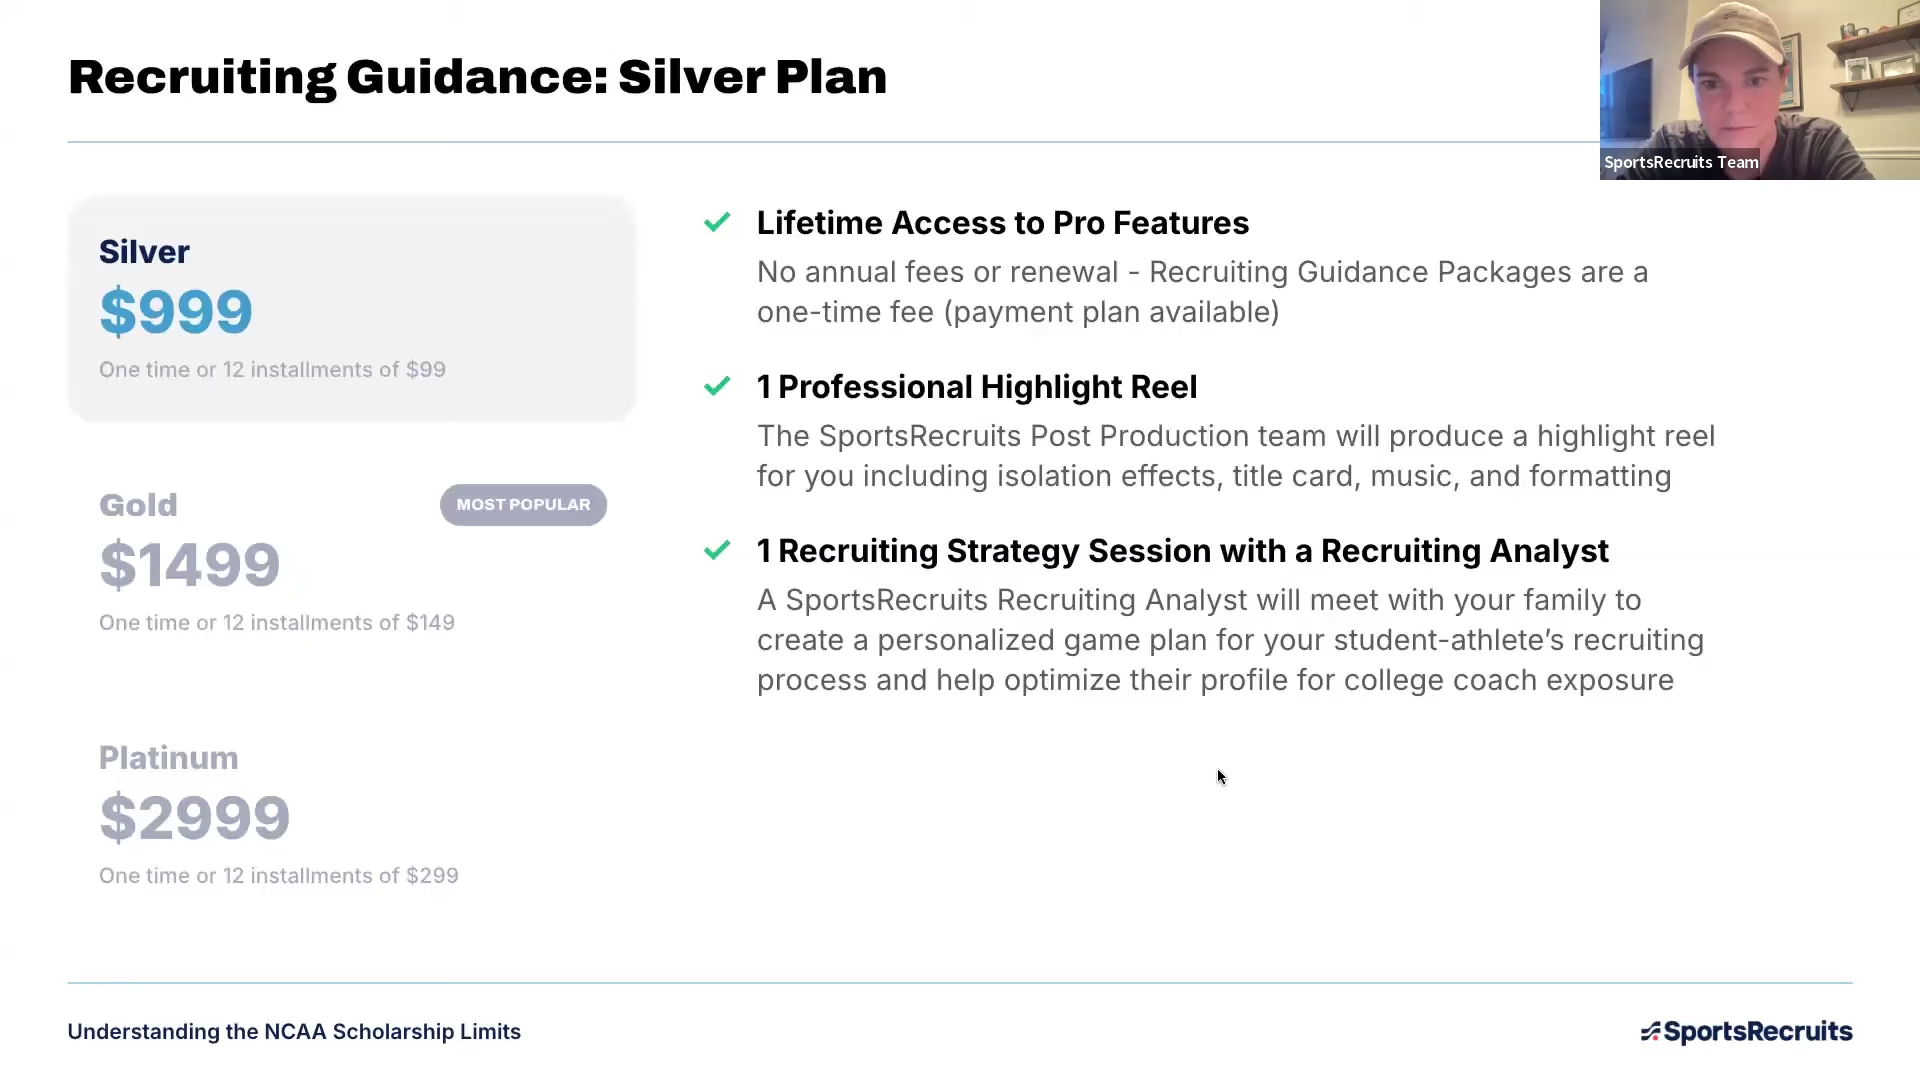 Recruiting Guidance: Silver Plan
SportsRecruits Team
Silver
$999
One time or 12 installments of $99
Gold
MOST POPULAR
$1499
One time or 12 installments of $149
Platinum
$2999
One time or 12 installments of $299
Lifetime Access to Pro Features
No annual fees or renewal - Recruiting Guidance Packages are a
one-time fee (payment plan available)
1 Professional Highlight Reel
The SportsRecruits Post Production team will produce a highlight reel
for you including isolation effects, title card, music, and formatting
1 Recruiting Strategy Session with a Recruiting Analyst
A SportsRecruits Recruiting Analyst will meet with your family to
create a personalized game plan for your student-athlete’s recruiting
process and help optimize their profile for college coach exposure
Understanding the NCAA Scholarship Limits
SportsRecruits